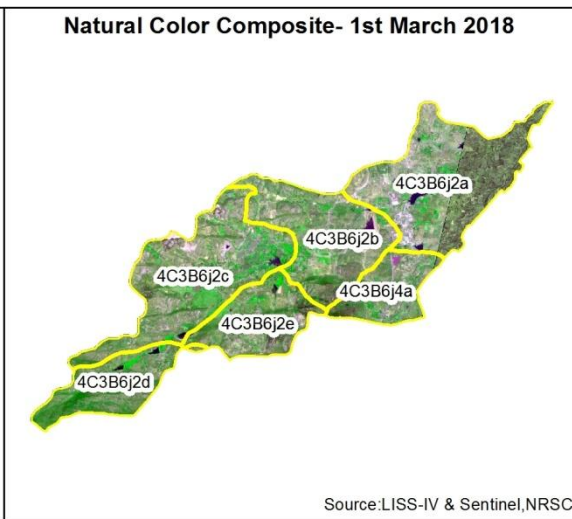 Natural Color Composite- 1st March 2018
4C3B6j2a
4C3B6j2b
4C3B6j2c
4C3B6j4a
4C3B6j2e
4C3B6j2d
Source:LISS-IV & Sentinel,NRSC